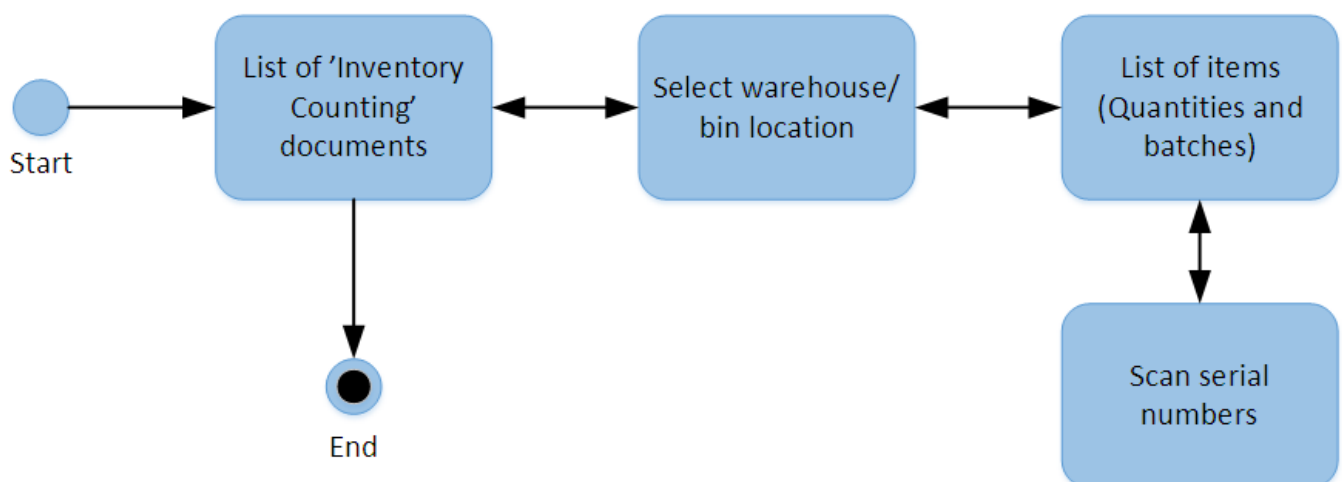 Start
List of ’Inventory
Counting’
documents
Select warehouse/
bin location
List of items
(Quantities and
batches)
End
Scan serial
numbers